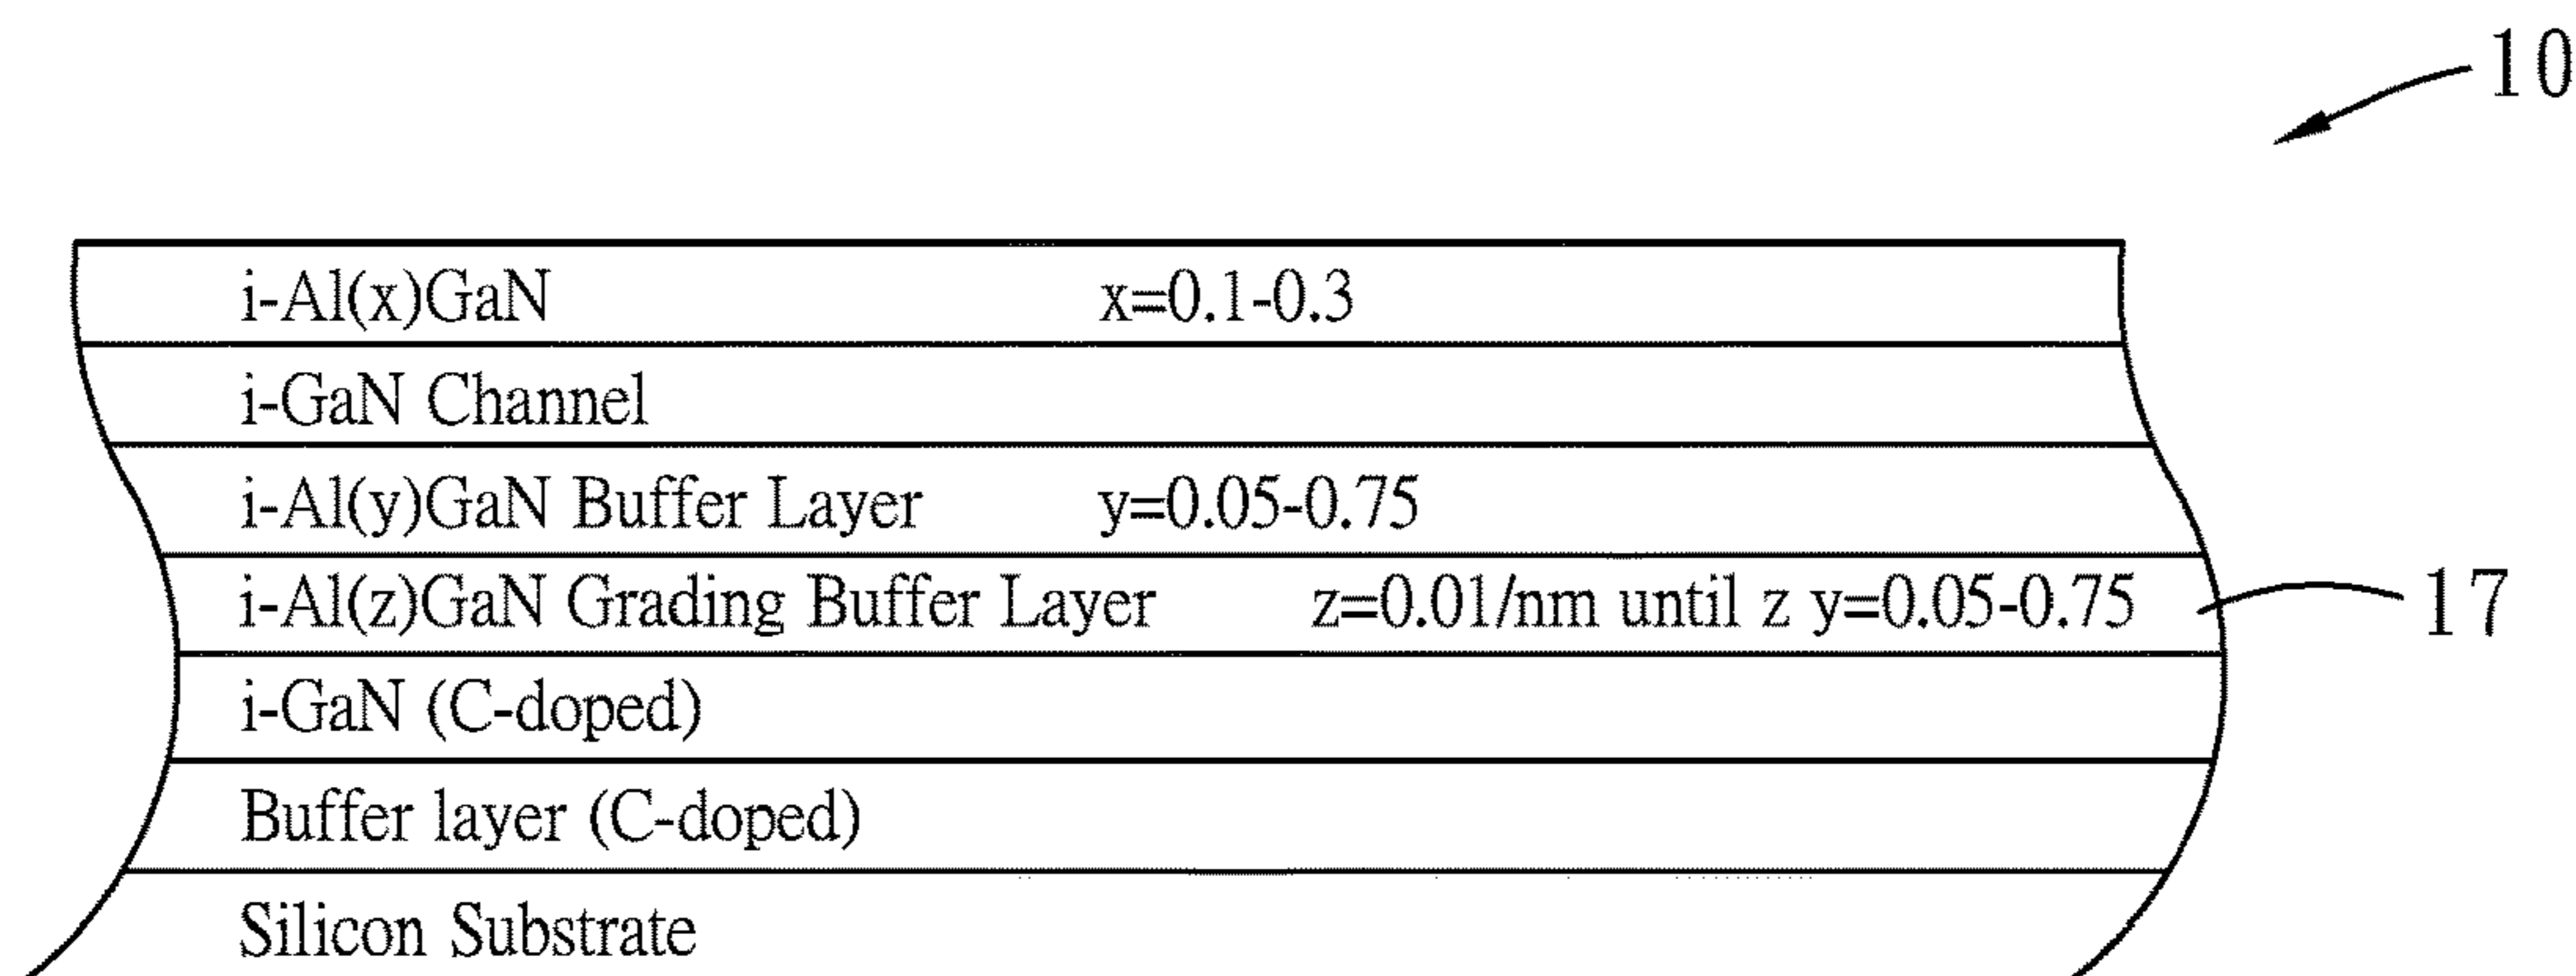 10
i-Al(x)GaN x=0.1-0.3
i-GaN Channel
i-Al(y)GaN Buffer Layer y=0.05-0.75
i-Al(z)GaN Grading Buffer Layer z=0.01/nm until z y=0.05-0.75
17
i-GaN (C-doped)
Buffer layer (C-doped)
Silicon Substrate